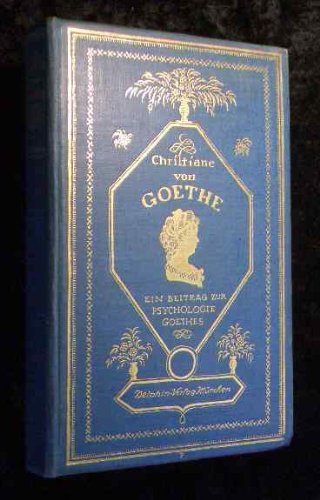 Christiane
von
GOETHE
EIN BEITRAG ZUR
PSYCHOLOGIE
GOETHES
Delphin-Verlag München